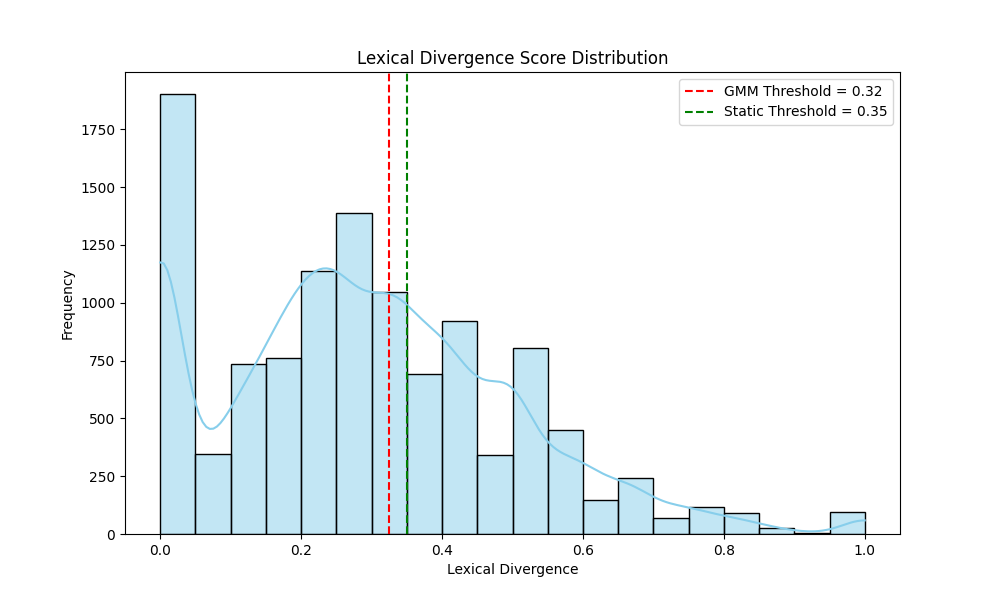 Lexical Divergence Score Distribution
GMM Threshold = 0.32
Static Threshold = 0.35
Frequency
1750
1500
1250
1000
750
500
250
0
0.0 0.2 0.4 0.6 0.8 1.0
Lexical Divergence